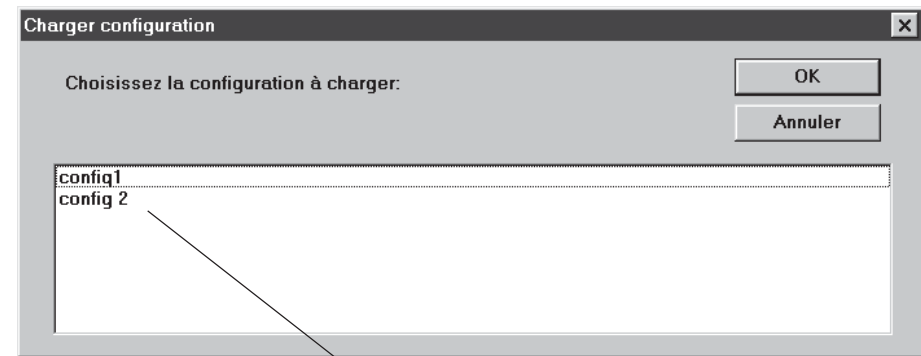 Charger configuration
Choisissez la configuration à charger:
OK
Annuler
config1
config 2